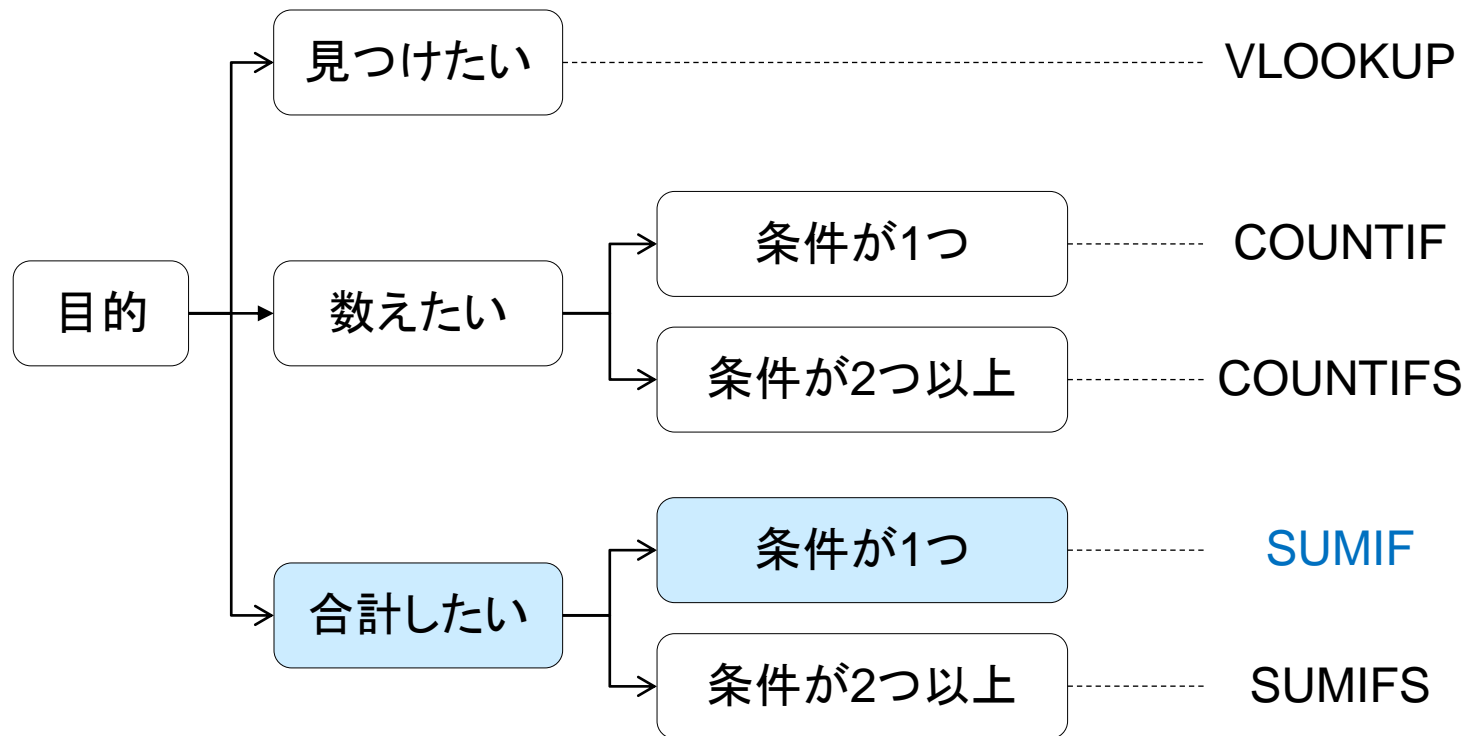 見つけたい
VLOOKUP
条件が1つ
COUNTIF
目的
数えたい
条件が2つ以上
COUNTIFS
条件が1つ
SUMIF
合計したい
条件が2つ以上
SUMIFS